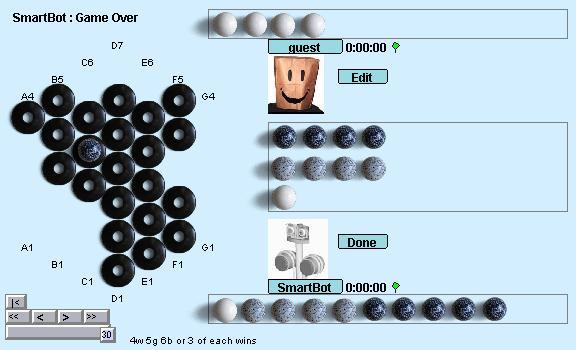 SmartBot : Game Over
D7
C6 E6
B5 F5
A4 G4
A1 G1
B1 F1
C1 E1
D1
guest 0:00:00
Edit
Done
SmartBot 0:00:00
|<
<< < > >>
30
4w 5g 6b or 3 of each wins